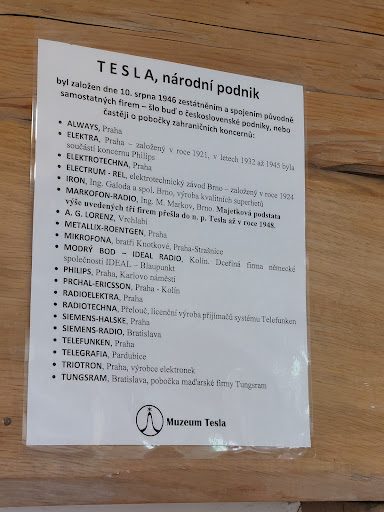 TESLA, národní podnik
byl založen dne 10. srpna 1946 zestátněním a spojením původně
samostatných firem – šlo buď o československé podniky, nebo
častěji o pobočky zahraničních koncernů:
• ALWAYS, Praha
• ELEKTRA, Praha – založený v roce 1921, v letech 1932 až 1945 byla
součástí koncernu Philips
• ELEKTROTECHNA, Praha
• ELECTRUM - REL, elektrotechnický závod Brno – založený v roce 1924
• IRON, Ing. Gajda a spol. Brno, výroba kvalitních superhetů
• MARKOFON-RADIO, Ing. M. Markov, Brno. Majetková podstata
výše uvedených tří firem přešla do n. p. Tesla až v roce 1948.
• A. G. LORENZ, Vrchlabí
• METALLIX-ROENTGEN, Praha
• MIKROFONA, bratří Knotkové, Praha-Strašnice
• MODRÝ BOD – IDEAL RADIO, Kolín. Dceřiná firma německé
společnosti IDEAL – Blaupunkt
• PHILIPS, Praha, Karlovo náměstí
• PRCHAL-ERICSSON, Praha - Kolín
• RADIOELEKTRA, Praha
• RADIOTECHNA, Přelouč, licenční výroba přijímačů systému Telefunken
• SIEMENS-HALSKE, Praha
• SIEMENS-RADIO, Bratislava
• TELEFUNKEN, Praha
• TELEGRAFIA, Pardubice
• TRIOTRON, Praha, výrobce elektronek
• TUNGSRAM, Bratislava, pobočka maďarské firmy Tungsram
Muzeum Tesla